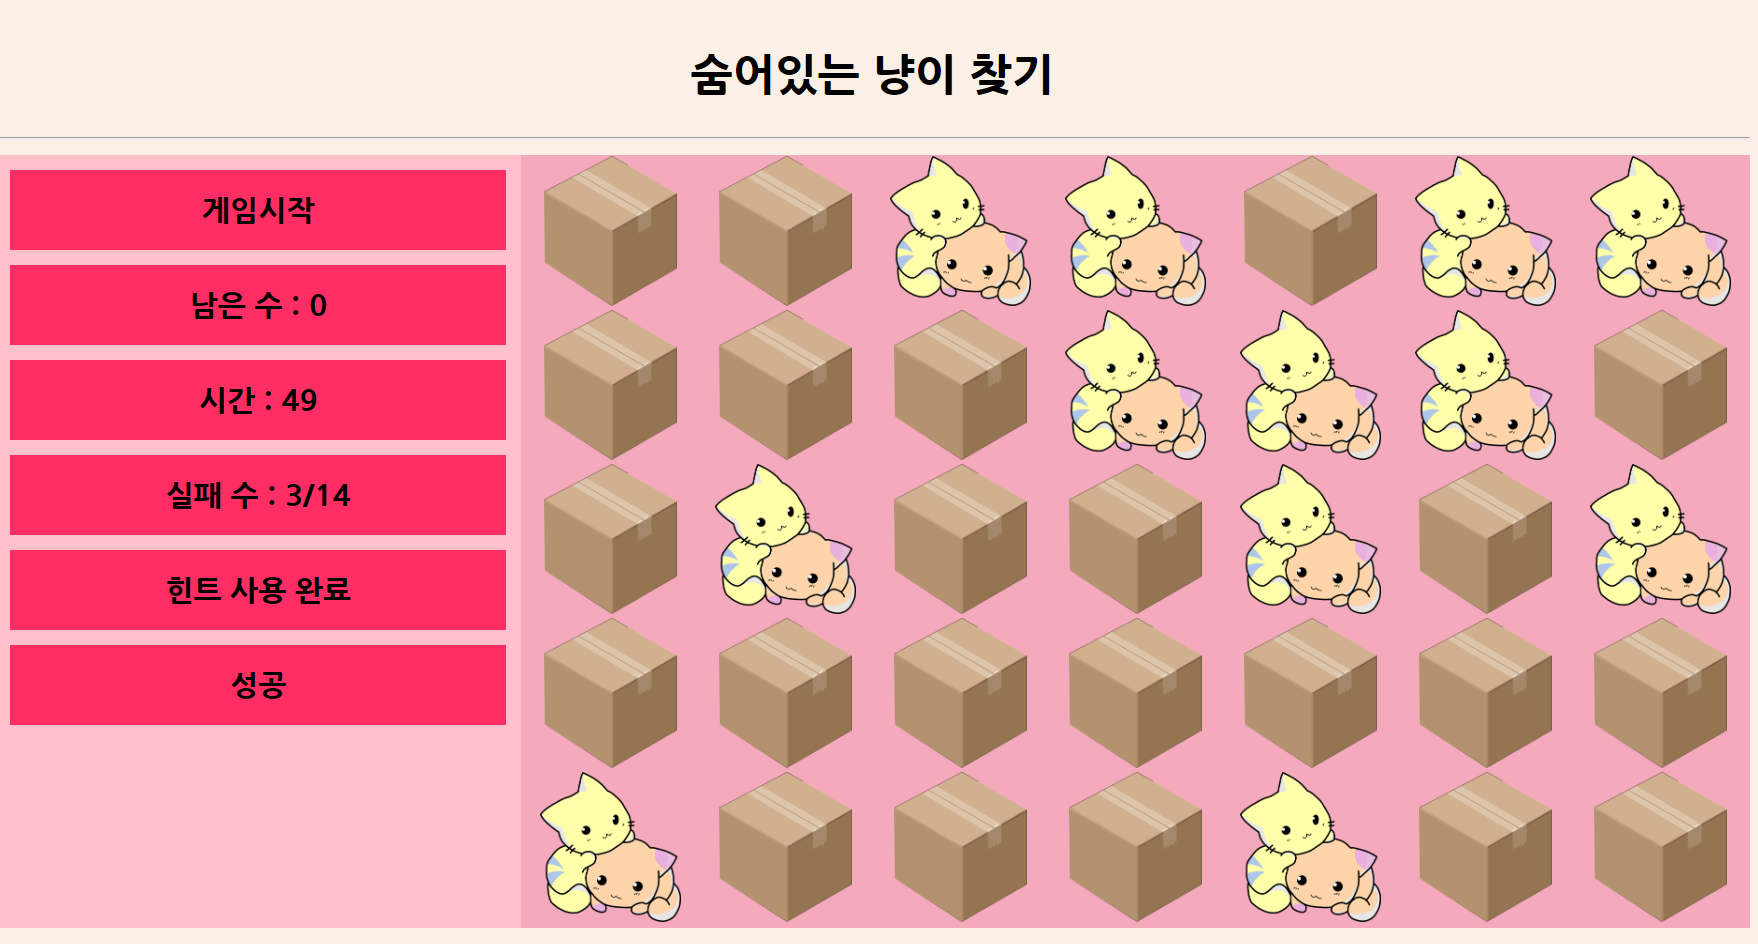 숨어있는 냥이 찾기
게임시작
남은 수 : 0
시간 : 49
실패 수 : 3/14
힌트 사용 완료
성공